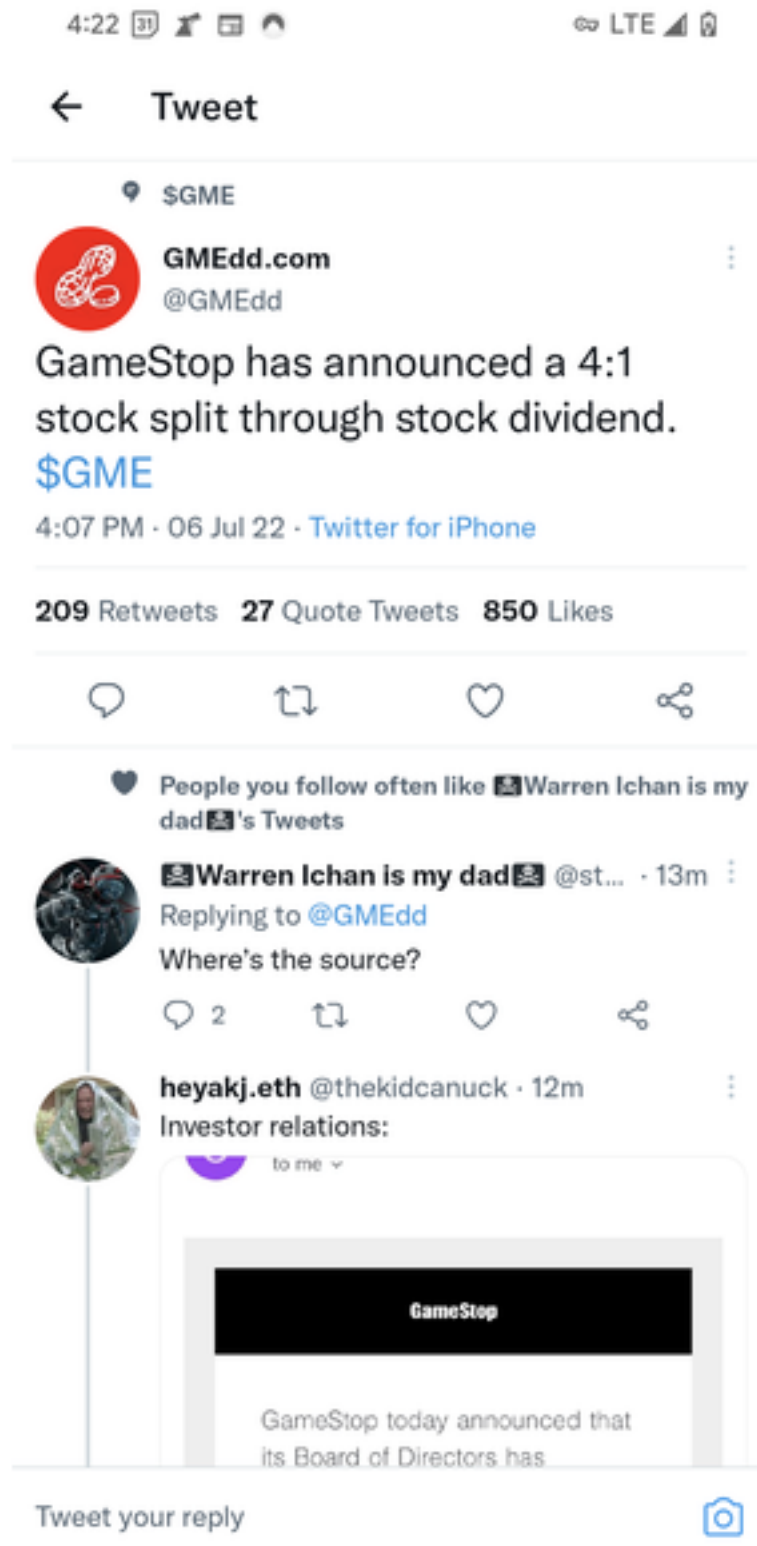 4:22 31 LTE
Tweet
$GME
GMEdd.com
@GMEdd
GameStop has announced a 4:1
stock split through stock dividend.
$GME
4:07 PM · 06 Jul 22 · Twitter for iPhone
209 Retweets 27 Quote Tweets 850 Likes
People you follow often like ☠️Warren Ichan is my
dad☠️'s Tweets
☠️Warren Ichan is my dad☠️ @st... · 13m
Replying to @GMEdd
Where's the source?
2
heyakj.eth @thekidcanuck · 12m
Investor relations:
to me
GameStop
GameStop today announced that
its Board of Directors has
Tweet your reply